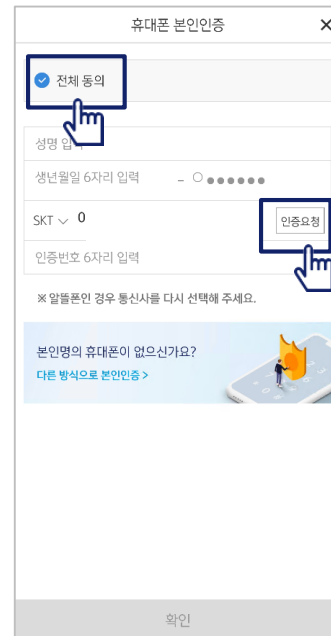 휴대폰 본인인증 ×
전체 동의
성명 입력
생년월일 6자리 입력 - ○●●●●●●
SKT 0
인증요청
인증번호 6자리 입력
※ 알뜰폰인 경우 통신사를 다시 선택해 주세요.
본인명의 휴대폰이 없으신가요?
다른 방식으로 본인인증 >
확인